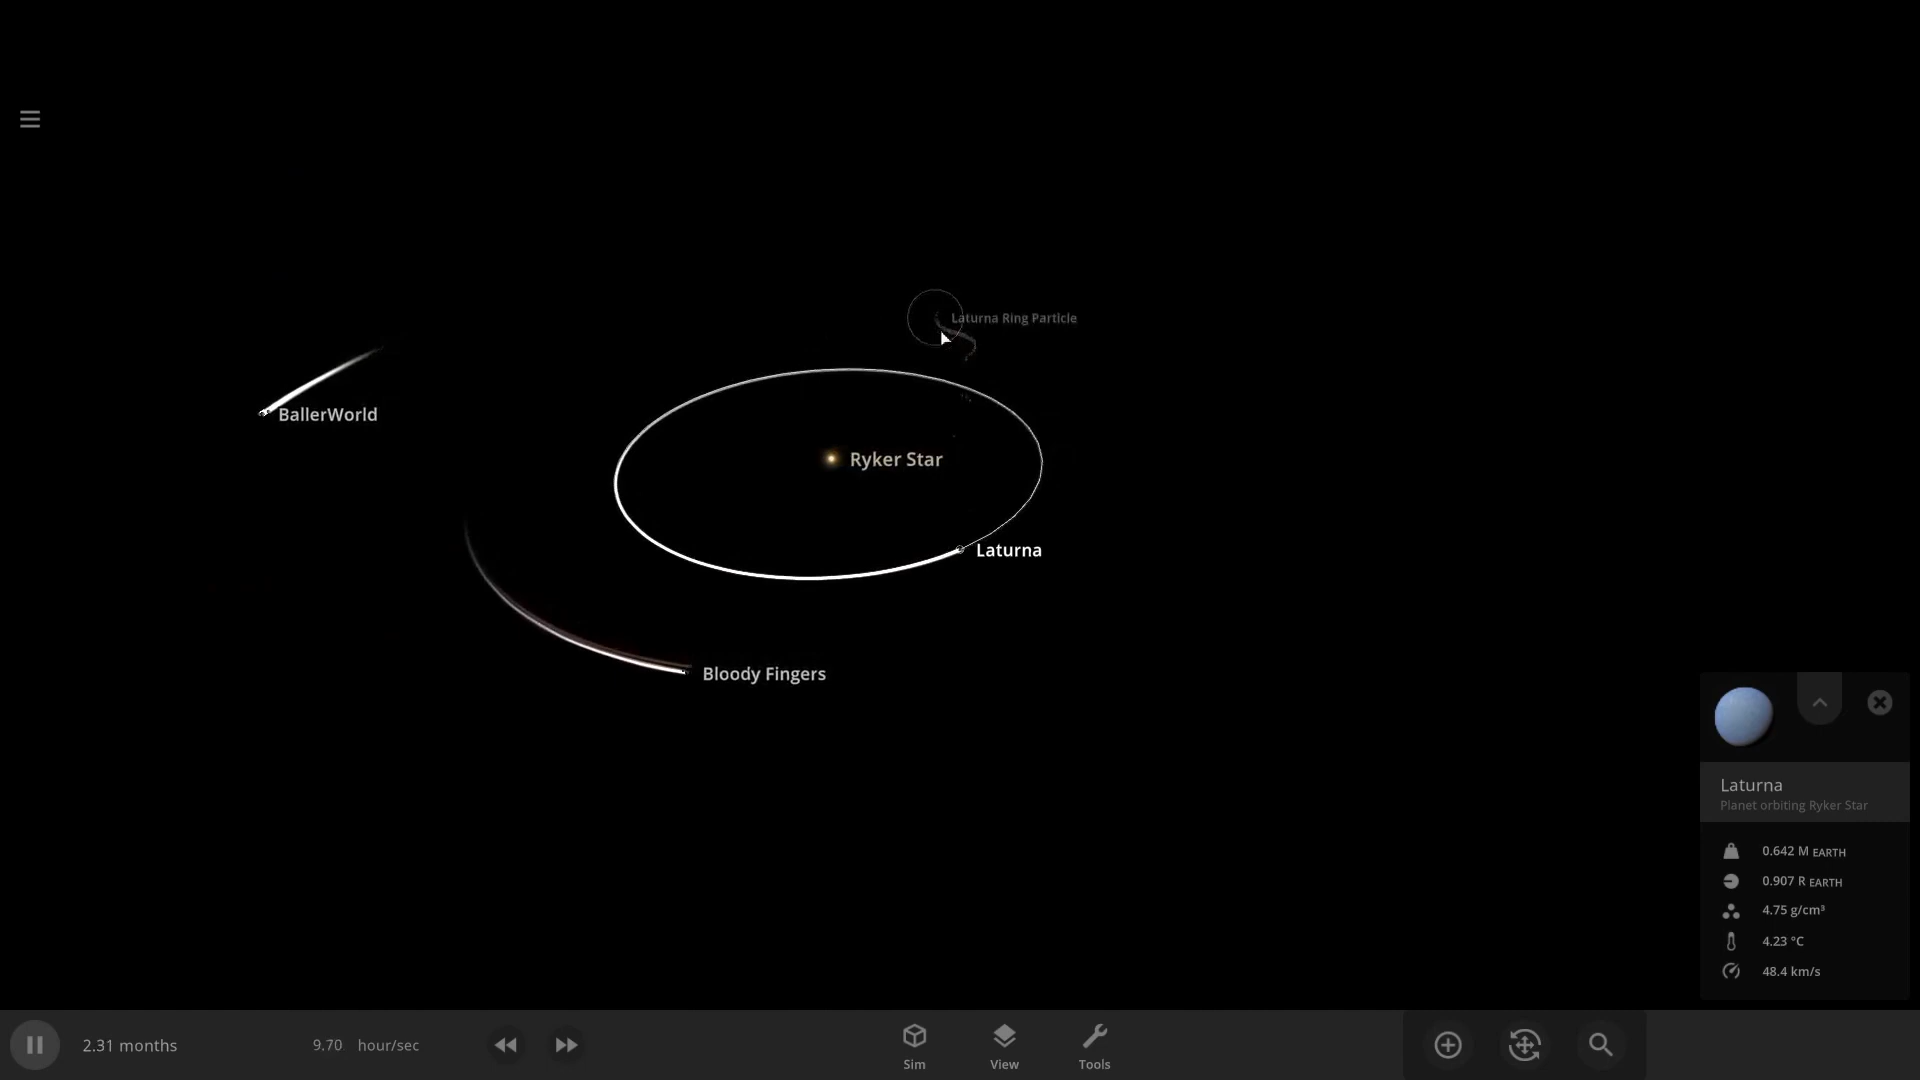 Laturna Ring Particle
BallerWorld
Ryker Star
Laturna
Bloody Fingers
Laturna
Planet orbiting Ryker Star
0.642 M EARTH
0.907 R EARTH
4.75 g/cm³
4.23 °C
48.4 km/s
2.31 months
9.70 hour/sec
Sim
View
Tools